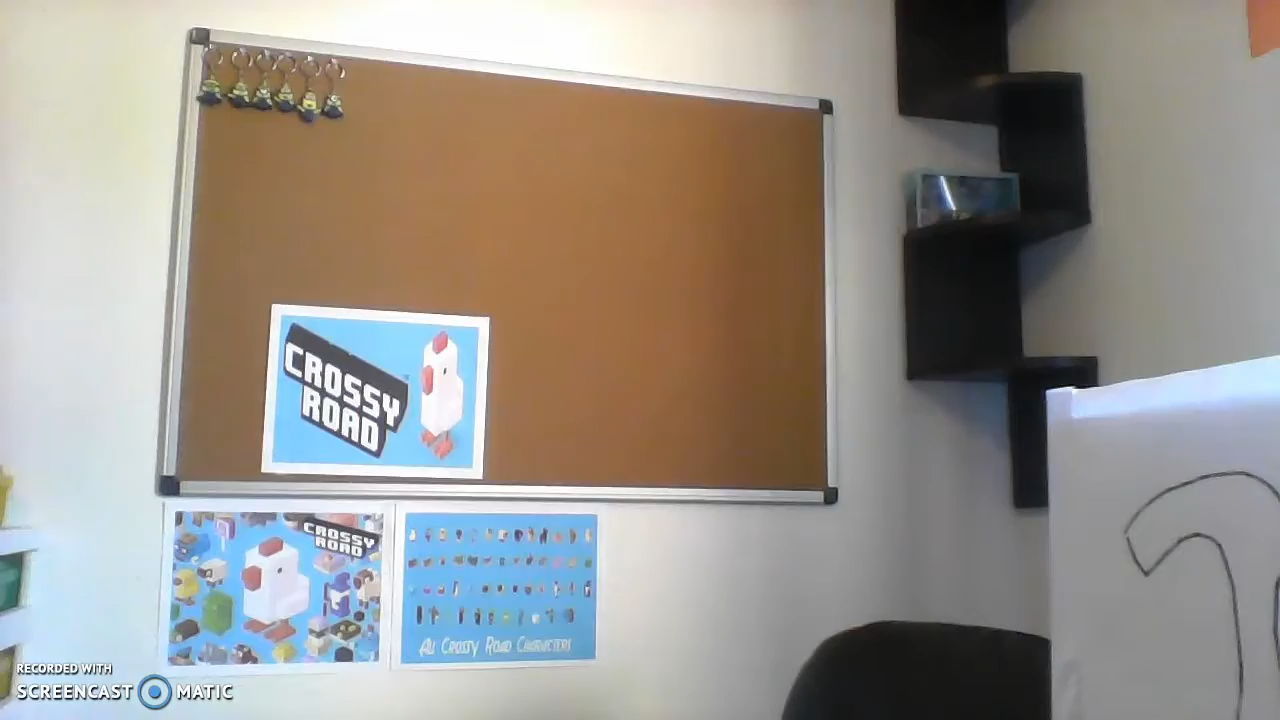 CROSSY
ROAD
CROSSY
ROAD
All Crossy Road Characters
RECORDED WITH
SCREENCAST MATIC